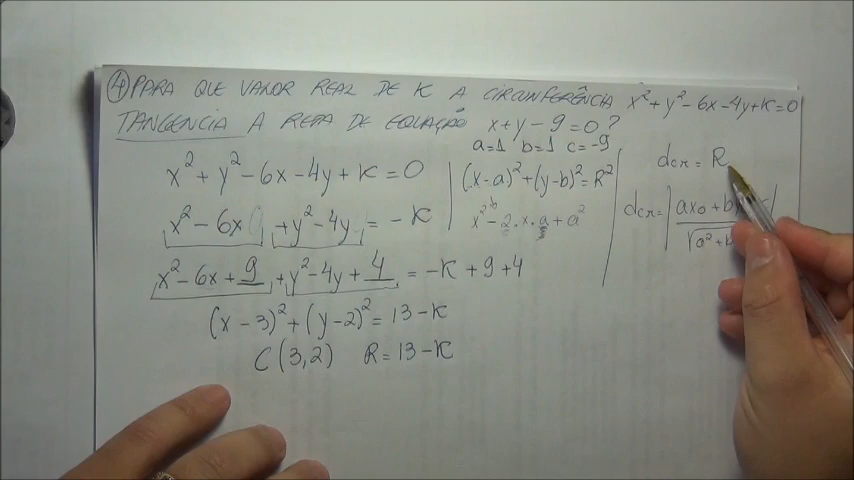 ④ PARA QUE VALOR REAL DE K A CIRCUNFERÊNCIA x² + y² - 6x - 4y + K = 0
TANGENCIA A RETA DE EQUAÇÃO x + y - 9 = 0 ?
a=1 b=1 c=-9
x² + y² - 6x - 4y + K = 0
x² - 6x + y² - 4y = - K
x² - 6x + 9 + y² - 4y + 4 = - K + 9 + 4
(x - 3)² + (y - 2)² = 13 - K
C (3,2) R = 13 - K
(x-a)² + (y-b)² = R²
x² - 2.x.a + a²
dcr = R
dcr = |ax₀ + b
√a² + b